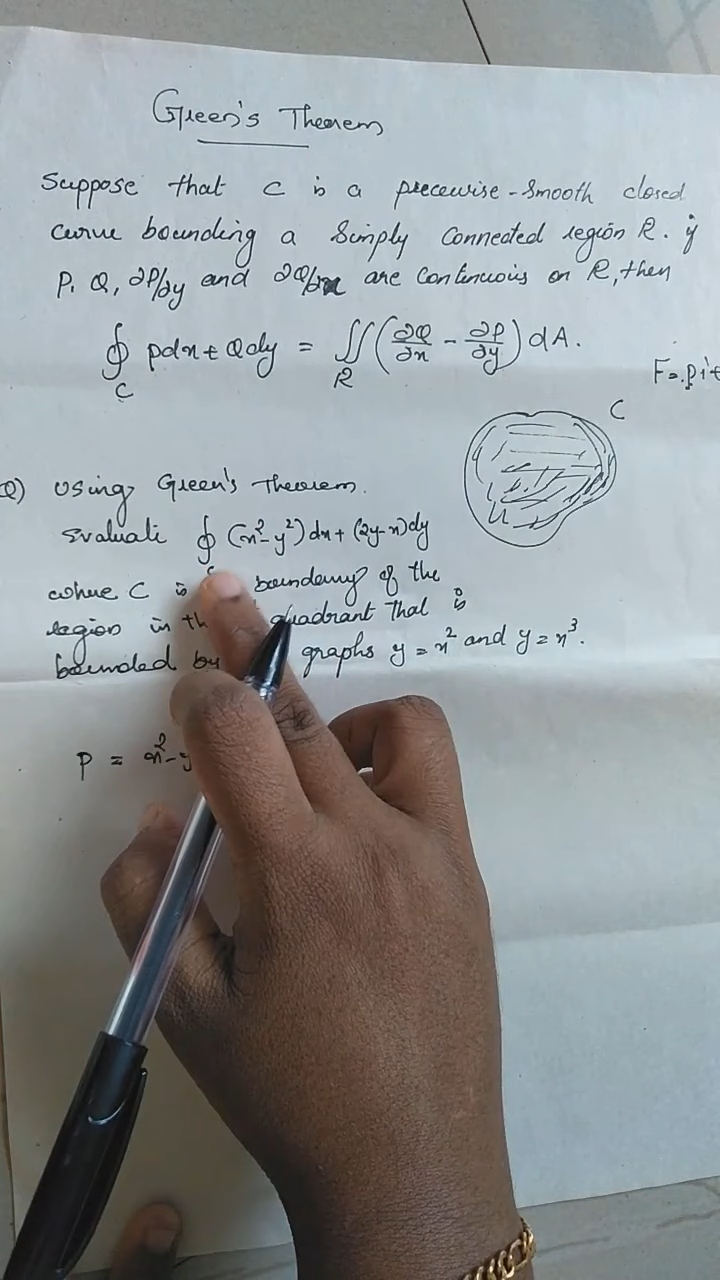 Green's Theorem
Suppose that C is a piecewise-smooth closed
curve bounding a simply connected region R. if
P, Q, ∂P/∂y and ∂Q/∂x are continuous on R, then
∮ Pdx + Qdy = ∬ (∂Q/∂x - ∂P/∂y) dA.
C R
F = Pi +
C
Q) Using Green's Theorem.
Evaluate ∮ (x² - y²) dx + (2y - x) dy
where C is boundary of the
region in th quadrant that is
bounded by graphs y = x² and y = x³.
P = x² - y